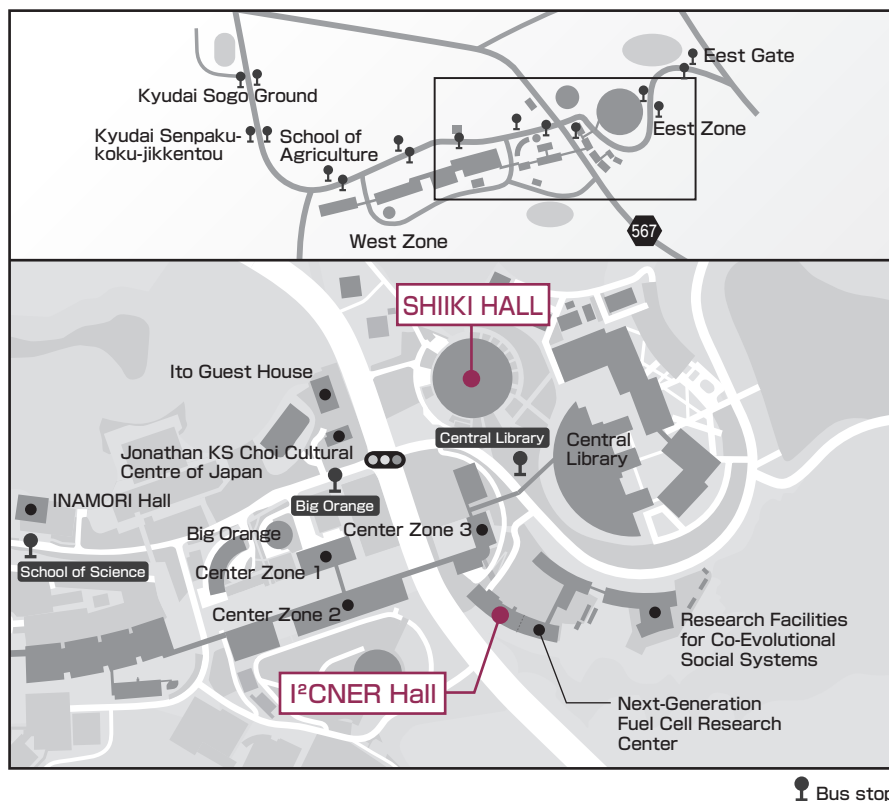 Eest Gate
Kyudai Sogo Ground
Eest Zone
Kyudai Senpaku-
koku-jikkentou
School of
Agriculture
West Zone
567
SHIIKI HALL
Ito Guest House
Jonathan KS Choi Cultural
Centre of Japan
Central Library
Central
Library
INAMORI Hall
Big Orange
Big Orange
Center Zone 3
School of Science
Center Zone 1
Center Zone 2
Research Facilities
for Co-Evolutional
Social Systems
I²CNER Hall
Next-Generation
Fuel Cell Research
Center
Bus stop